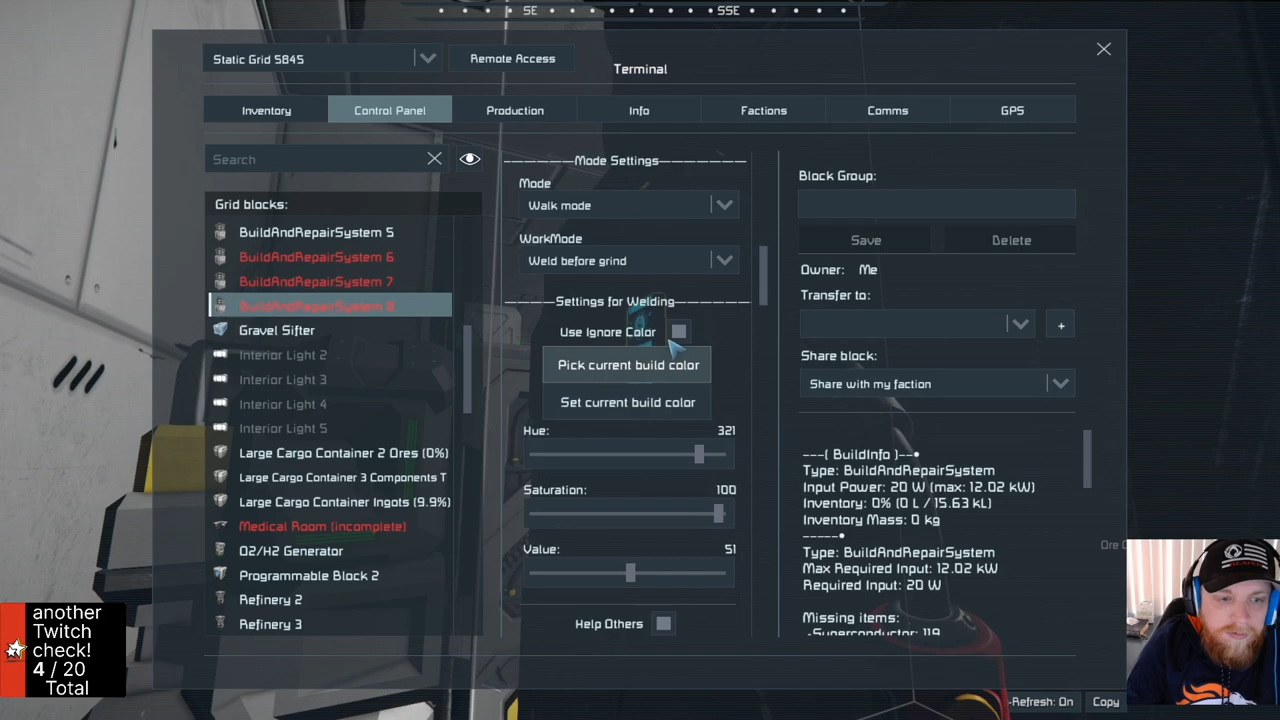 SE
SSE
Static Grid 5845
Remote Access
Terminal
Inventory
Control Panel
Production
Info
Factions
Comms
GPS
Search
Grid blocks:
BuildAndRepairSystem 5
BuildAndRepairSystem 6
BuildAndRepairSystem 7
BuildAndRepairSystem 8
Gravel Sifter
Interior Light 2
Interior Light 3
Interior Light 4
Interior Light 5
Large Cargo Container 2 Ores (0%)
Large Cargo Container 3 Components T
Large Cargo Container Ingots (9.9%)
Medical Room (incomplete)
O2/H2 Generator
Programmable Block 2
Refinery 2
Refinery 3
Mode Settings
Mode
Walk mode
WorkMode
Weld before grind
Settings for Welding
Use Ignore Color
Pick current build color
Set current build color
Hue: 321
Saturation: 100
Value: 51
Help Others
Block Group:
Save
Delete
Owner: Me
Transfer to:
+
Share block:
Share with my faction
---( BuildInfo )--•
Type: BuildAndRepairSystem
Input Power: 20 W (max: 12.02 kW)
Inventory: 0% (0 L / 15.63 kL)
Inventory Mass: 0 kg
-----•
Type: BuildAndRepairSystem
Max Required Input: 12.02 kW
Required Input: 20 W
Missing items:
-Superconductor: 119
Refresh: On
Copy
another
Twitch
check!
4 / 20
Total